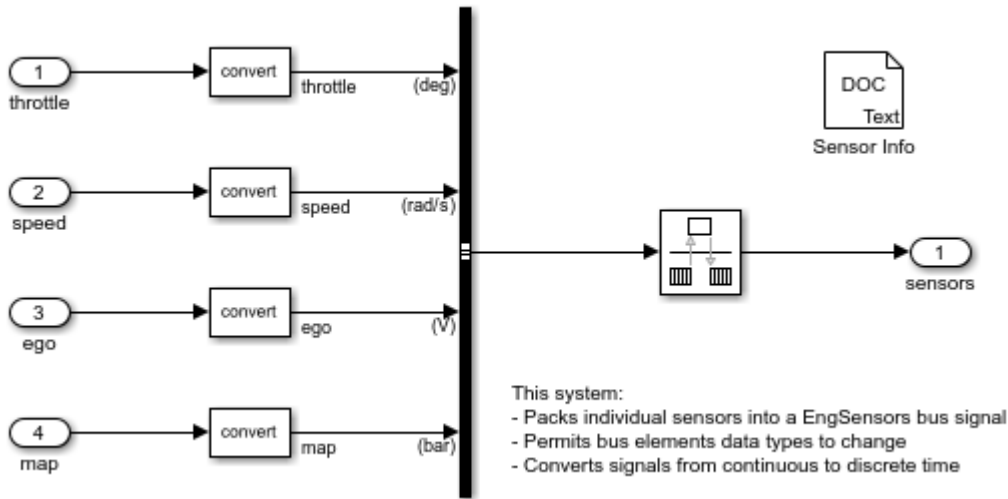 1
throttle
convert
throttle
(deg)
2
speed
convert
speed
(rad/s)
3
ego
convert
ego
(V)
4
map
convert
map
(bar)
DOC
Text
Sensor Info
1
sensors
This system:
- Packs individual sensors into a EngSensors bus signal
- Permits bus elements data types to change
- Converts signals from continuous to discrete time